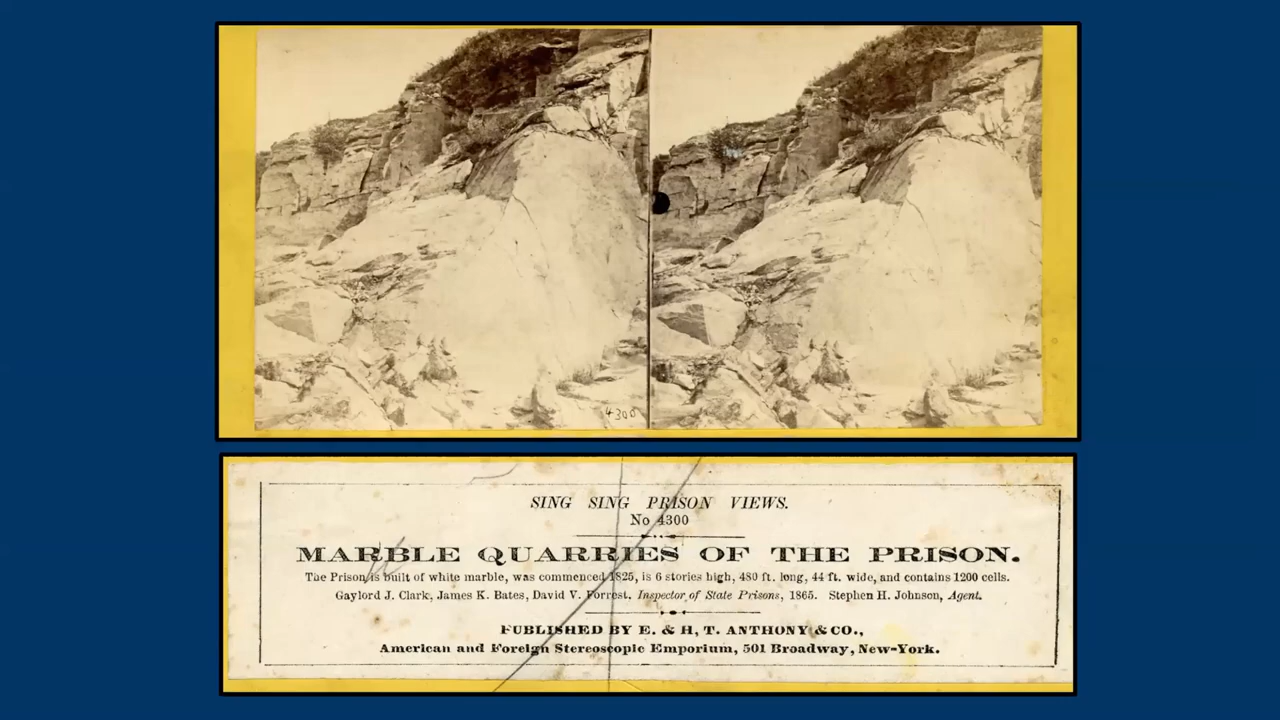 4300
SING SING PRISON VIEWS.
No 4300
MARBLE QUARRIES OF THE PRISON.
The Prison is built of white marble, was commenced 1825, is 6 stories high, 480 ft. long, 44 ft. wide, and contains 1200 cells.
Gaylord J. Clark, James K. Bates, David V. Forrest, Inspector of State Prisons, 1865. Stephen H. Johnson, Agent.
PUBLISHED BY E. & H, T. ANTHONY & CO.,
American and Foreign Stereoscopic Emporium, 501 Broadway, New-York.